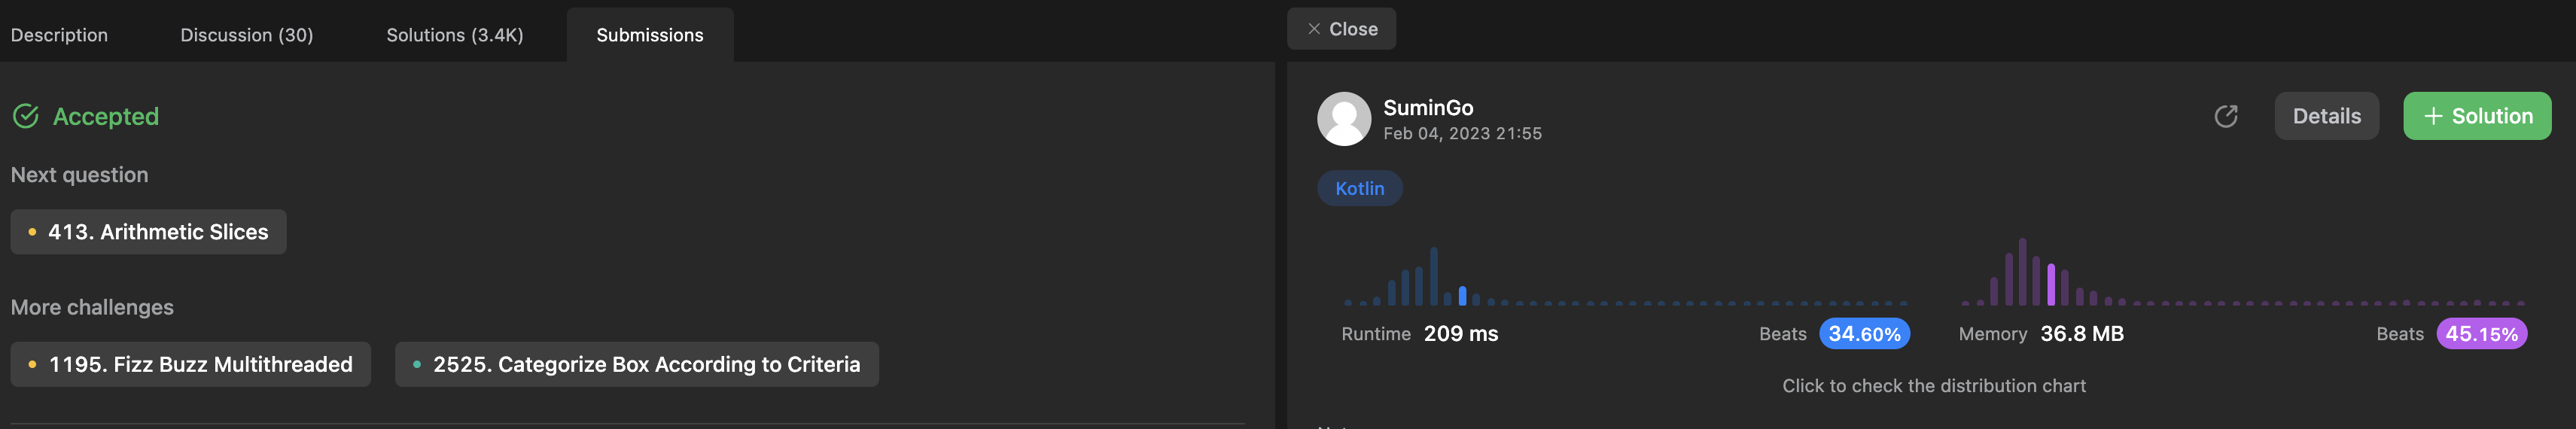 Description
Discussion (30)
Solutions (3.4K)
Submissions
Accepted
Next question
413. Arithmetic Slices
More challenges
1195. Fizz Buzz Multithreaded
2525. Categorize Box According to Criteria
Close
SuminGo
Feb 04, 2023 21:55
Details
+ Solution
Kotlin
Runtime 209 ms
Beats 34.60%
Memory 36.8 MB
Beats 45.15%
Click to check the distribution chart